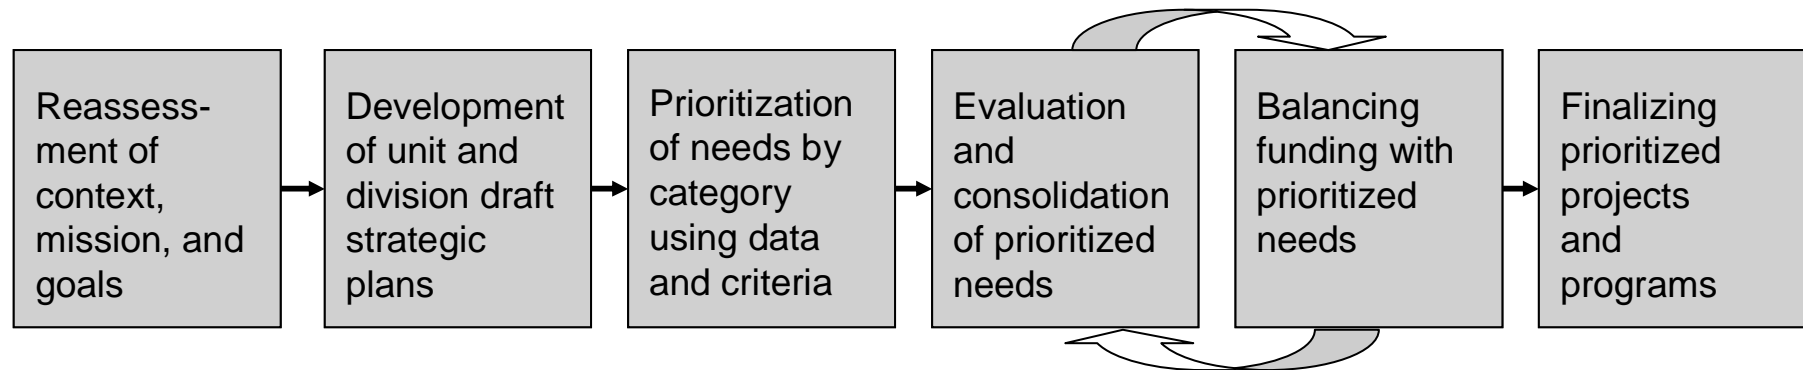 Reassess-
ment of
context,
mission, and
goals
Development
of unit and
division draft
strategic
plans
Prioritization
of needs by
category
using data
and criteria
Evaluation
and
consolidation
of prioritized
needs
Balancing
funding with
prioritized
needs
Finalizing
prioritized
projects
and
programs